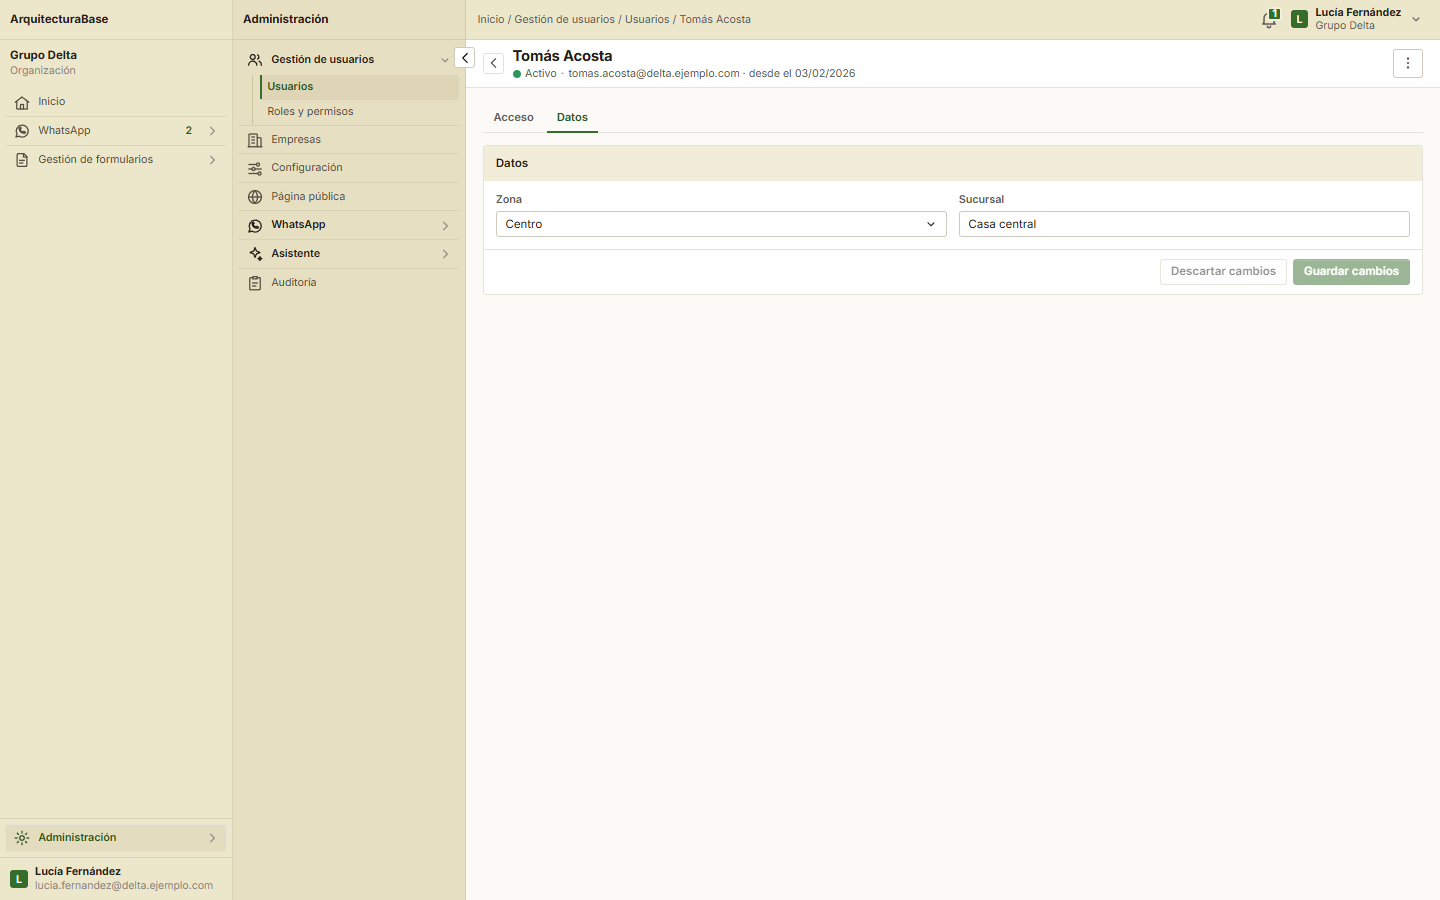 ArquitecturaBase
Grupo Delta
Organización
Inicio
WhatsApp 2
Gestión de formularios
Administración
Lucía Fernández
L
lucia.fernandez@delta.ejemplo.com
Administración
Gestión de usuarios
Usuarios
Roles y permisos
Empresas
Configuración
Página pública
WhatsApp
Asistente
Auditoría
Inicio / Gestión de usuarios / Usuarios / Tomás Acosta
1
L
Lucía Fernández
Grupo Delta
Tomás Acosta
Activo · tomas.acosta@delta.ejemplo.com · desde el 03/02/2026
Acceso Datos
Datos
Zona Sucursal
Centro Casa central
Descartar cambios Guardar cambios